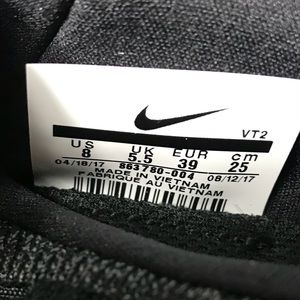 VT2
US UK EUR cm
8 5.5 39 25
04/18/17 863780-004 08/12/17
MADE IN VIETNAM
FABRIQUE AU VIETNAM